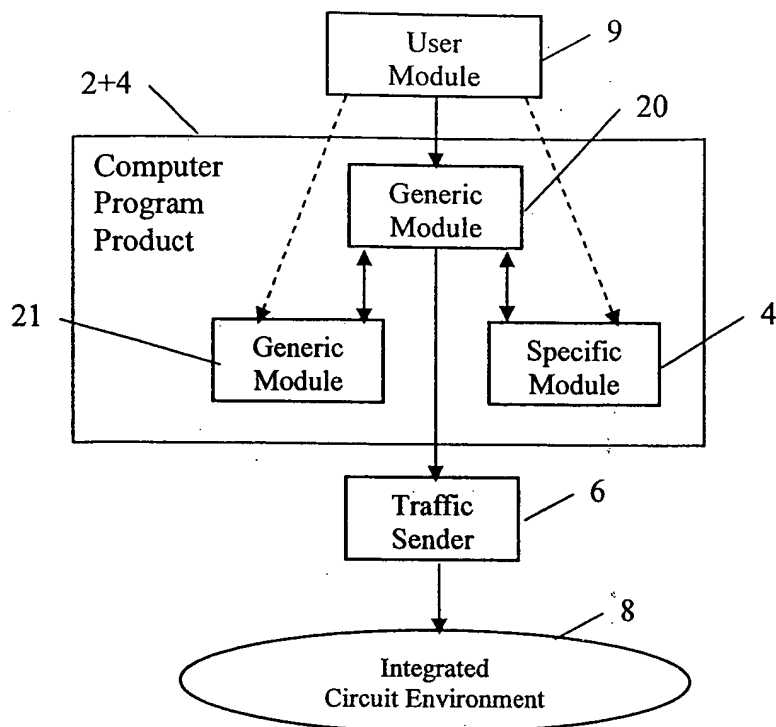 User
Module
9
2+4
20
Computer
Program
Product
Generic
Module
21
Generic
Module
Specific
Module
4
Traffic
Sender
6
8
Integrated
Circuit Environment